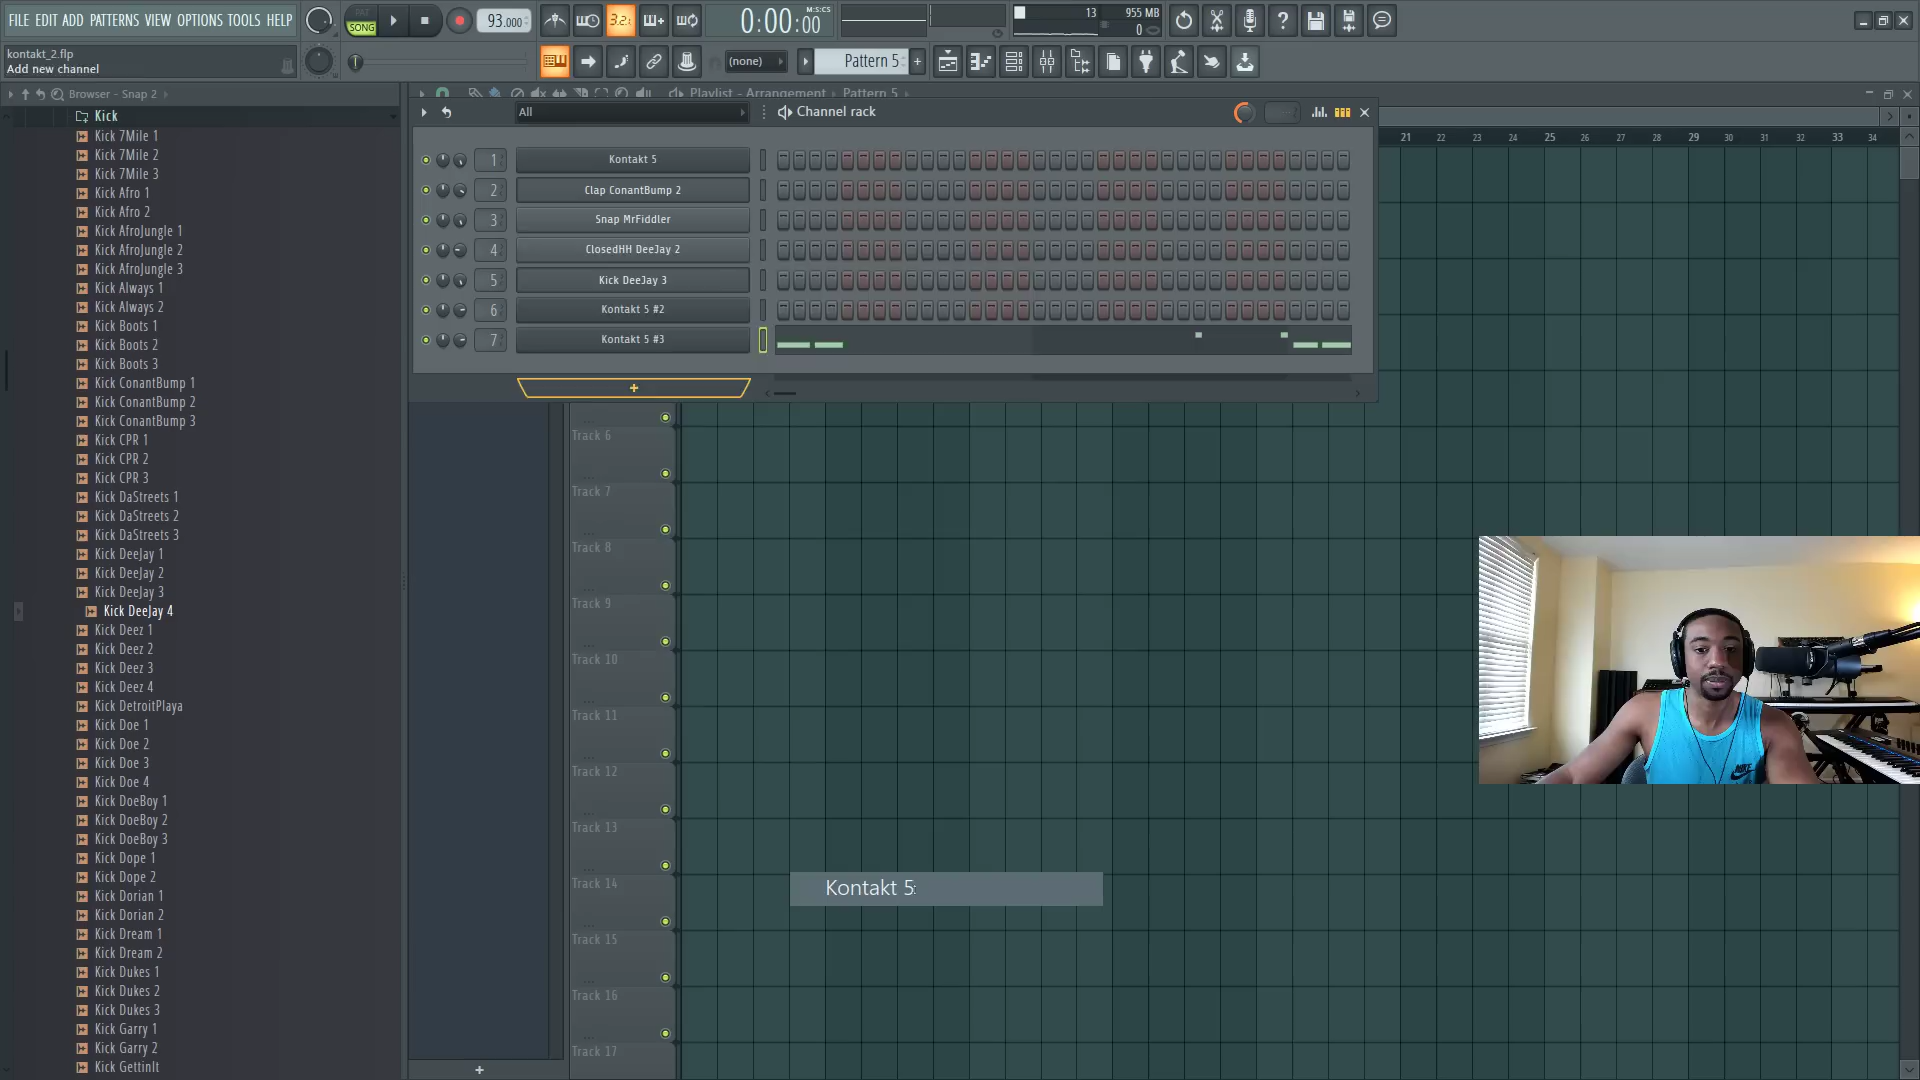 FILE EDIT ADD PATTERNS VIEW OPTIONS TOOLS HELP
PAT
SONG
93.000
3.2.
0:00:00
M:S:CS
13
955 MB
0
kontakt_2.flp
Add new channel
(none)
Pattern 5
Browser - Snap 2
Playlist - Arrangement
Pattern 5
All
Channel rack
21 22 23 24 25 26 27 28 29 30 31 32 33 34
Kick
Kick 7Mile 1
Kick 7Mile 2
Kick 7Mile 3
Kick Afro 1
Kick Afro 2
Kick AfroJungle 1
Kick AfroJungle 2
Kick AfroJungle 3
Kick Always 1
Kick Always 2
Kick Boots 1
Kick Boots 2
Kick Boots 3
Kick ConantBump 1
Kick ConantBump 2
Kick ConantBump 3
Kick CPR 1
Kick CPR 2
Kick CPR 3
Kick DaStreets 1
Kick DaStreets 2
Kick DaStreets 3
Kick DeeJay 1
Kick DeeJay 2
Kick DeeJay 3
Kick DeeJay 4
Kick Deez 1
Kick Deez 2
Kick Deez 3
Kick Deez 4
Kick DetroitPlaya
Kick Doe 1
Kick Doe 2
Kick Doe 3
Kick Doe 4
Kick DoeBoy 1
Kick DoeBoy 2
Kick DoeBoy 3
Kick Dope 1
Kick Dope 2
Kick Dorian 1
Kick Dorian 2
Kick Dream 1
Kick Dream 2
Kick Dukes 1
Kick Dukes 2
Kick Dukes 3
Kick Garry 1
Kick Garry 2
Kick GettinIt
1 Kontakt 5
2 Clap ConantBump 2
3 Snap MrFiddler
4 ClosedHH DeeJay 2
5 Kick DeeJay 3
6 Kontakt 5 #2
7 Kontakt 5 #3
+
Track 6
Track 7
Track 8
Track 9
Track 10
Track 11
Track 12
Track 13
Track 14
Track 15
Track 16
Track 17
Kontakt 5
+